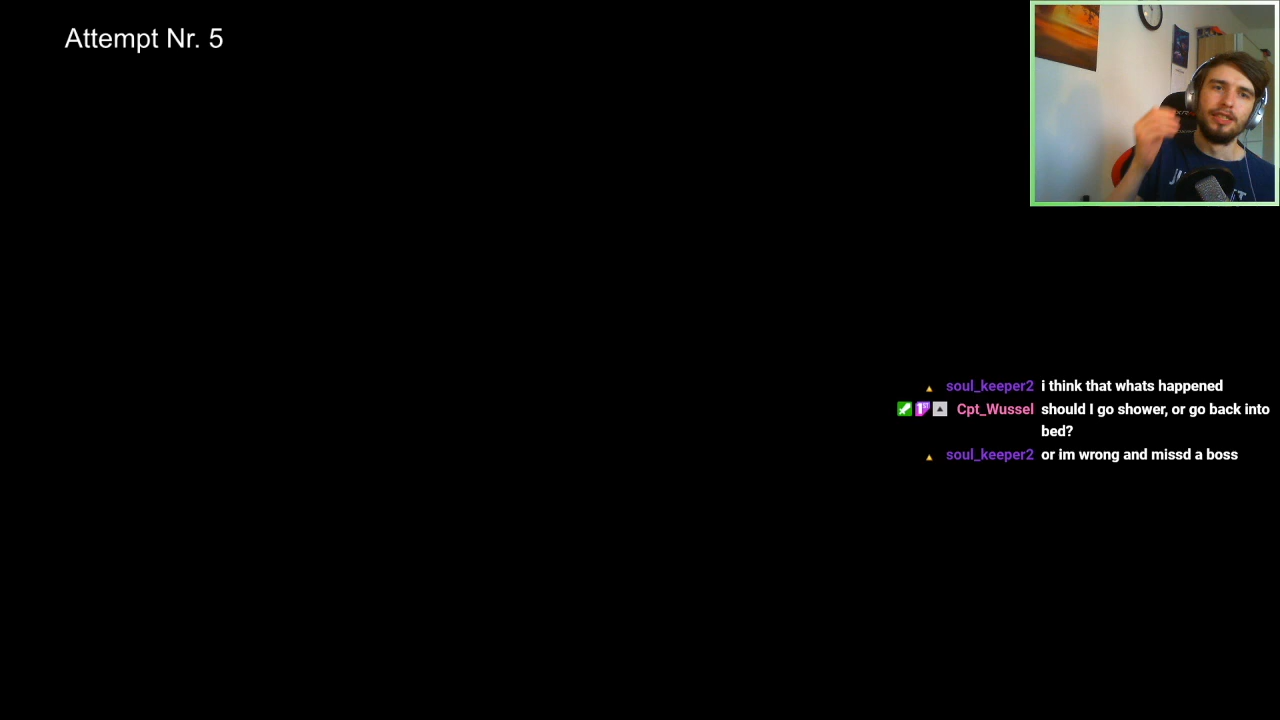 Attempt Nr. 5
soul_keeper2 i think that whats happened
Cpt_Wussel should I go shower, or go back into
bed?
soul_keeper2 or im wrong and missd a boss